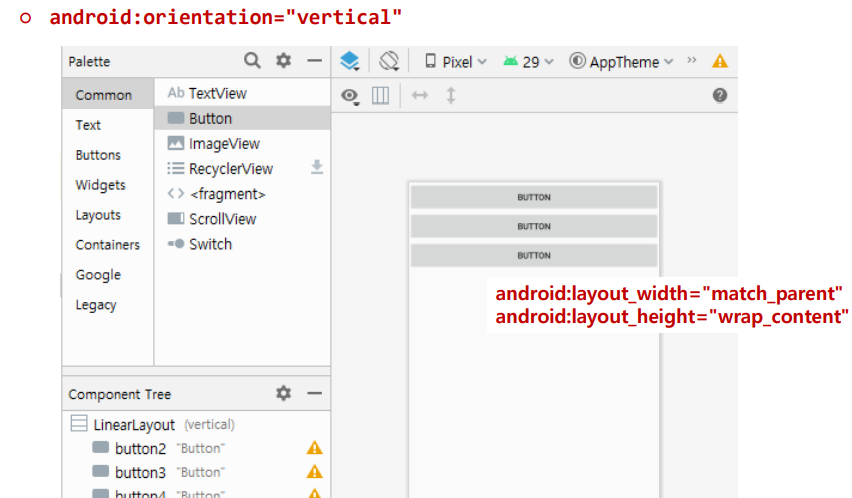 android:orientation="vertical"
Palette
Common
Text
Buttons
Widgets
Layouts
Containers
Google
Legacy
Ab TextView
Button
ImageView
RecyclerView
<> <fragment>
ScrollView
Switch
Pixel
29
AppTheme
BUTTON
BUTTON
BUTTON
android:layout_width="match_parent"
android:layout_height="wrap_content"
Component Tree
LinearLayout (vertical)
button2 "Button"
button3 "Button"
button4 "Button"